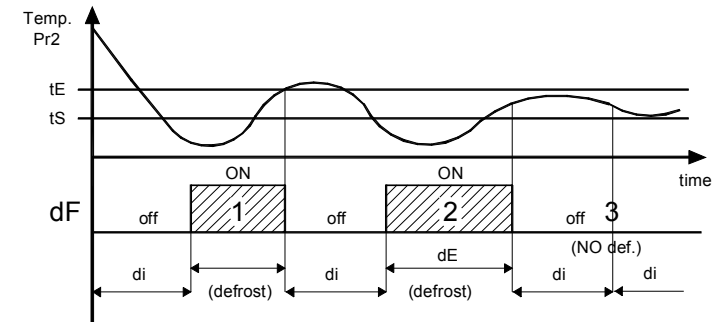 Temp.
Pr2
tE
tS
time
ON ON
dF off 1 off 2 off 3
(NO def.)
di (defrost) di dE (defrost) di di